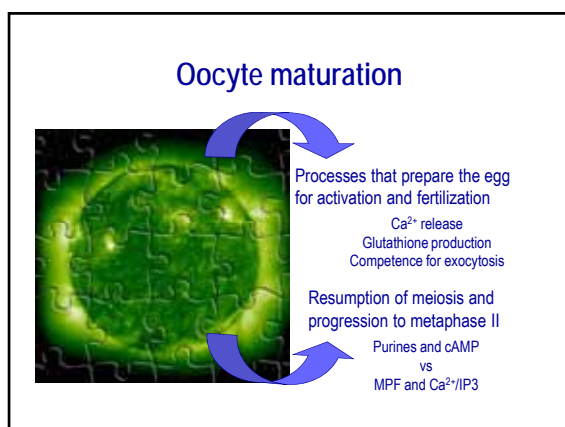 Oocyte maturation
Processes that prepare the egg
for activation and fertilization
Ca²⁺ release
Glutathione production
Competence for exocytosis
Resumption of meiosis and
progression to metaphase II
Purines and cAMP
vs
MPF and Ca²⁺/IP3